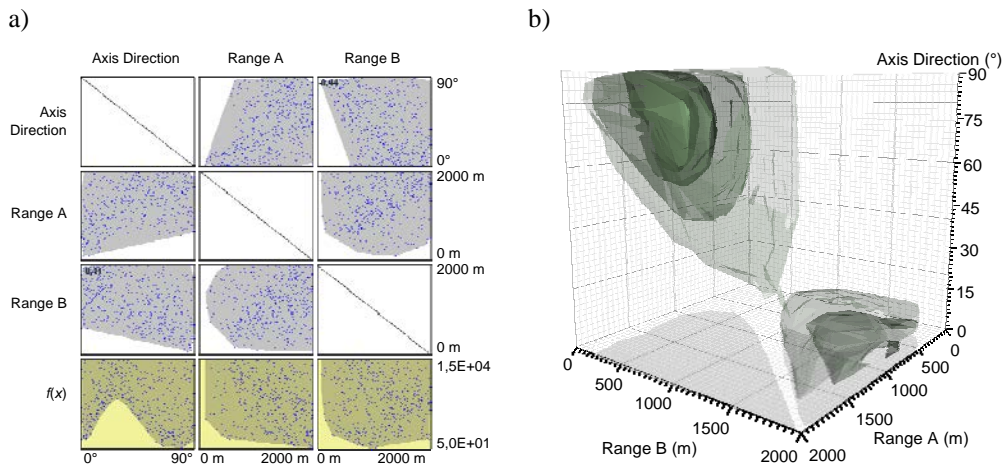 a)
b)
Axis Direction
Range A
Range B
Axis Direction
90°
0°
Range A
2000 m
0 m
Range B
2000 m
0 m
f(x)
1,5E+04
5,0E+01
0°
90°
0 m
2000 m
0 m
2000 m
Axis Direction (°)
90
75
60
45
30
15
0
0
500
1000
1500
2000
Range B (m)
0
500
1000
1500
2000
Range A (m)